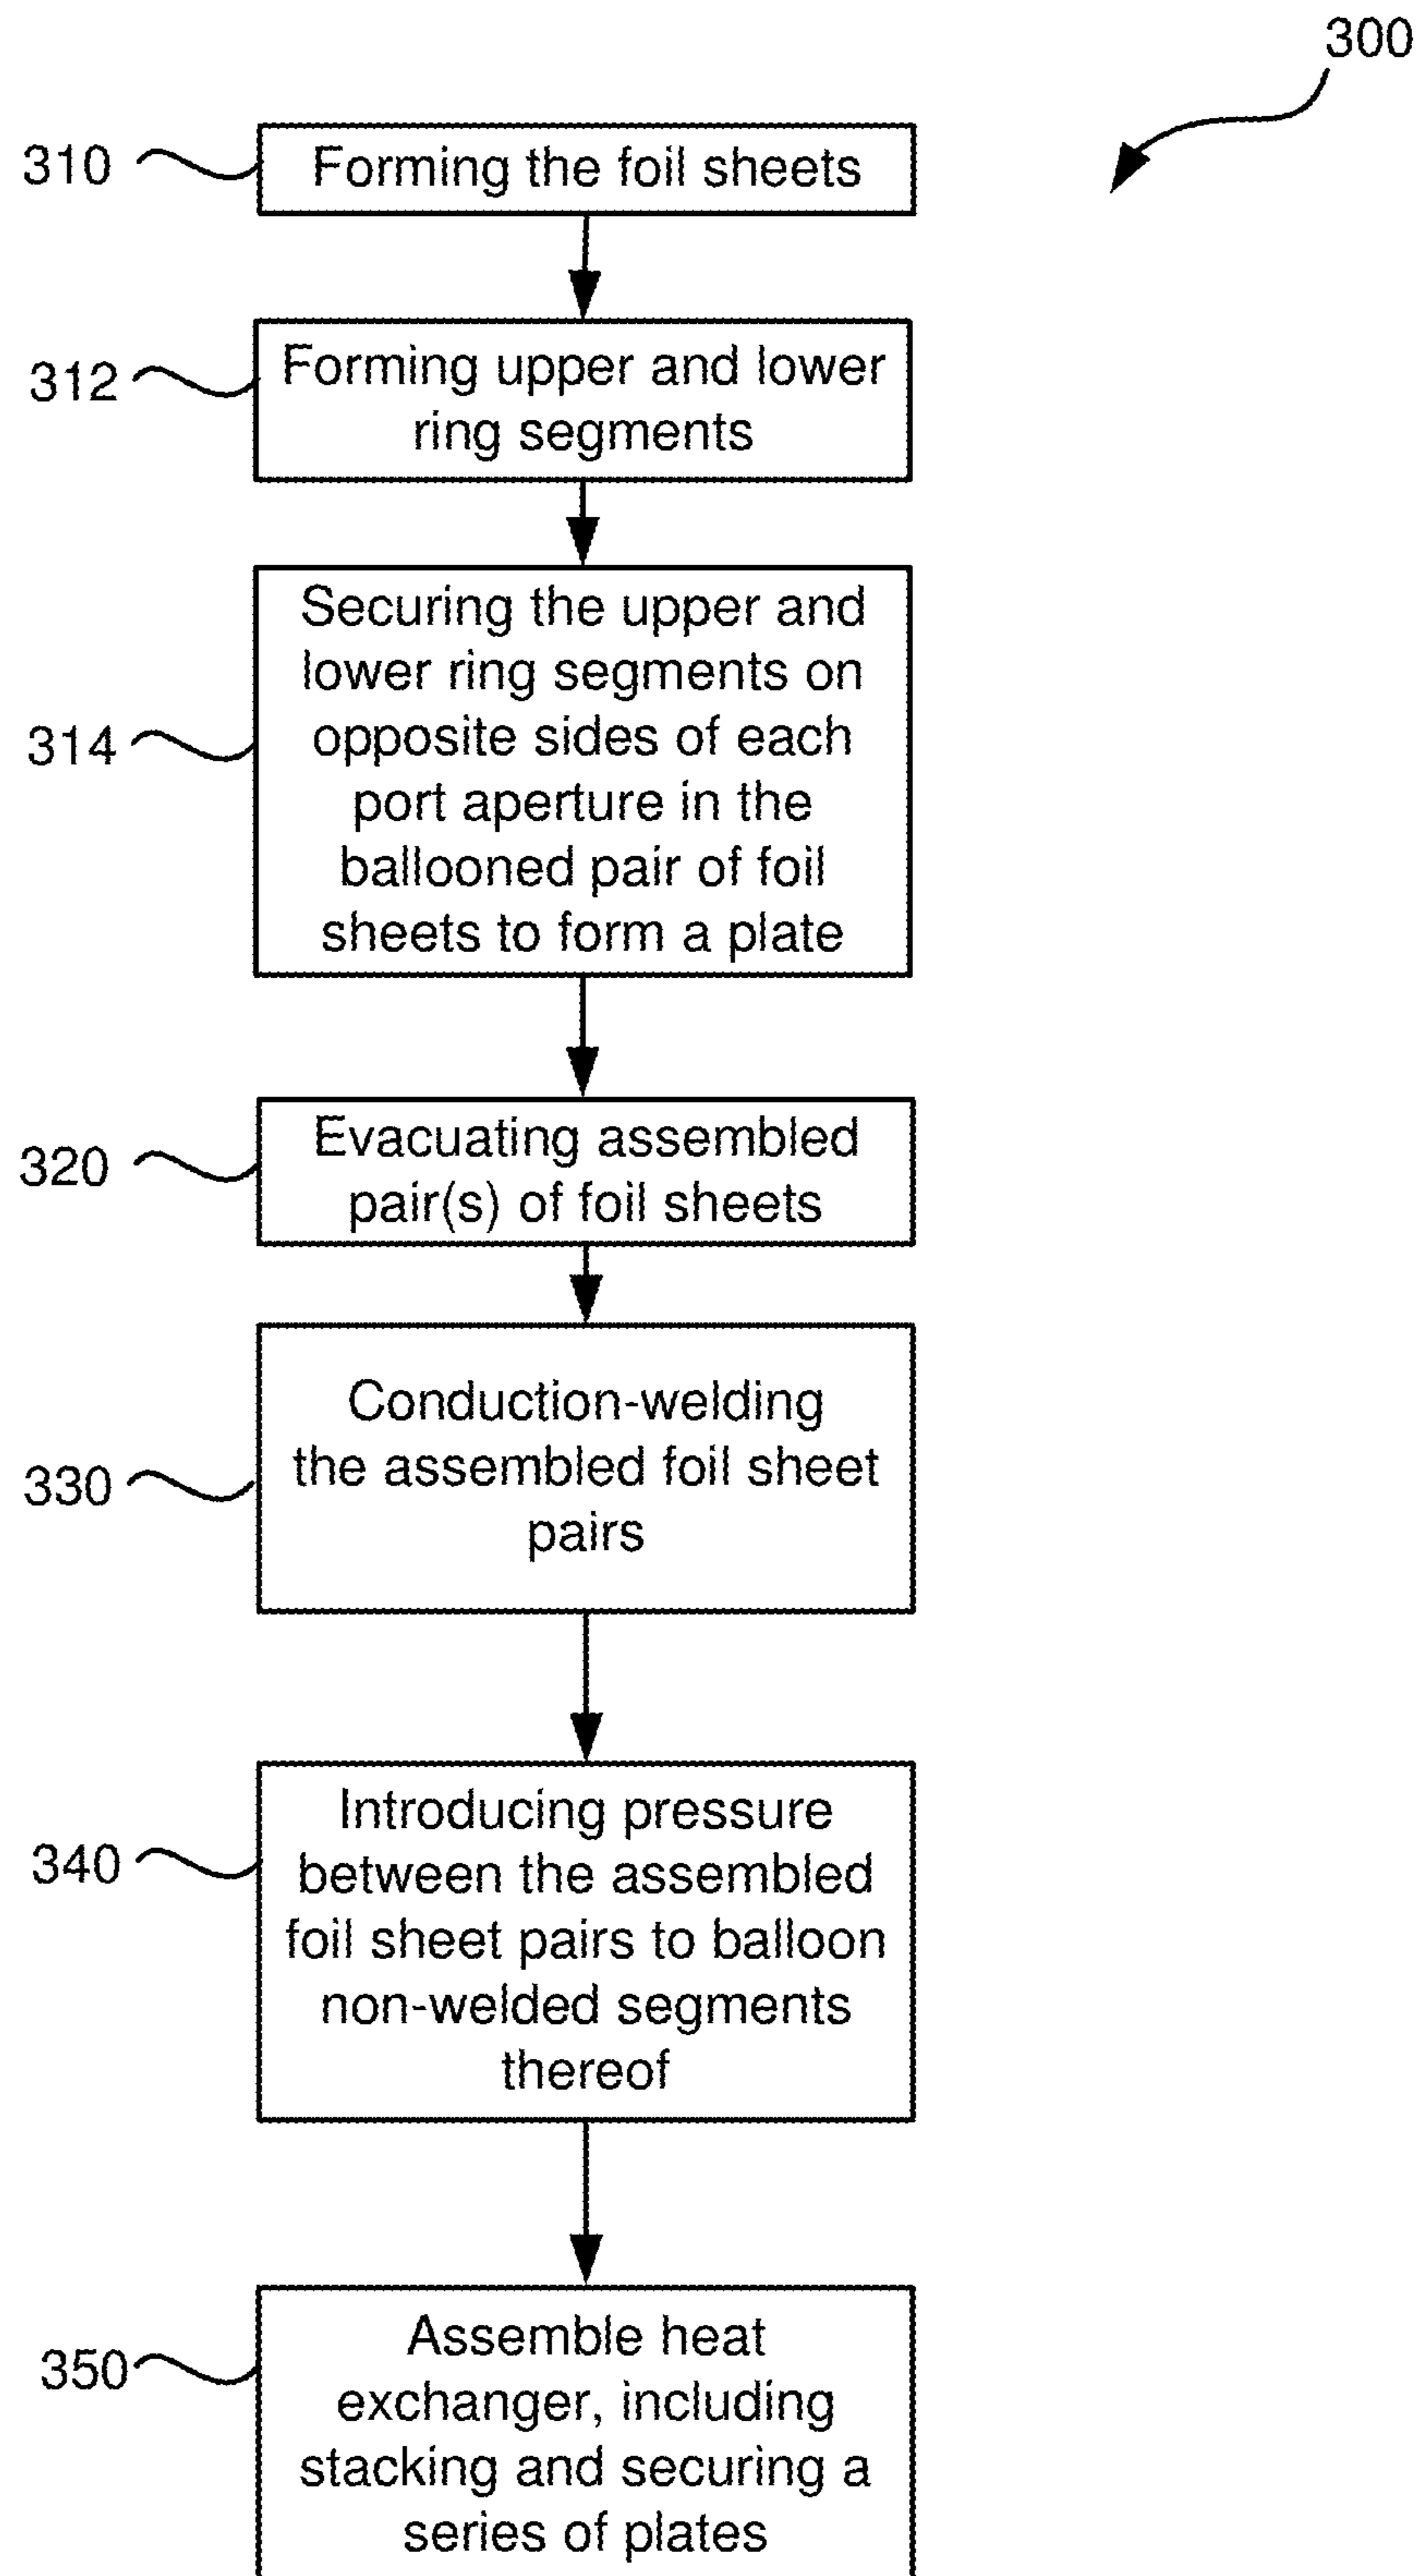 300
310
Forming the foil sheets
312
Forming upper and lower
ring segments
314
Securing the upper and
lower ring segments on
opposite sides of each
port aperture in the
ballooned pair of foil
sheets to form a plate
320
Evacuating assembled
pair(s) of foil sheets
330
Conduction-welding
the assembled foil sheet
pairs
340
Introducing pressure
between the assembled
foil sheet pairs to balloon
non-welded segments
thereof
350
Assemble heat
exchanger, including
stacking and securing a
series of plates